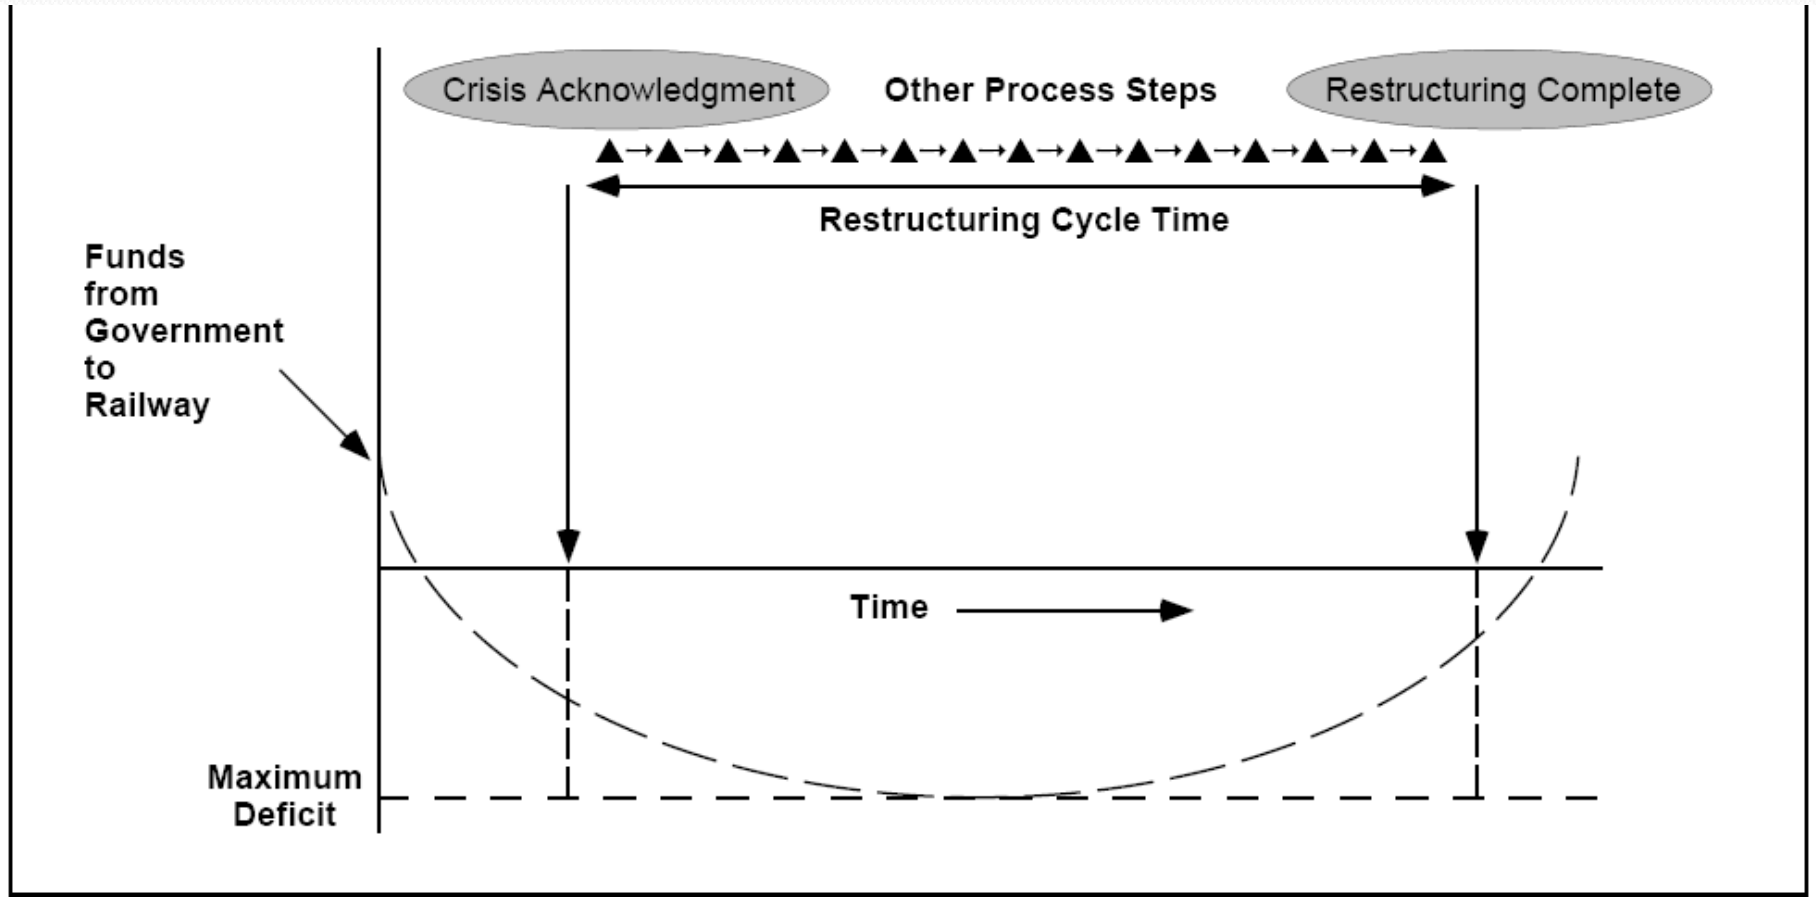 Crisis Acknowledgment
Other Process Steps
Restructuring Complete
Restructuring Cycle Time
Funds
from
Government
to
Railway
Time
Maximum
Deficit